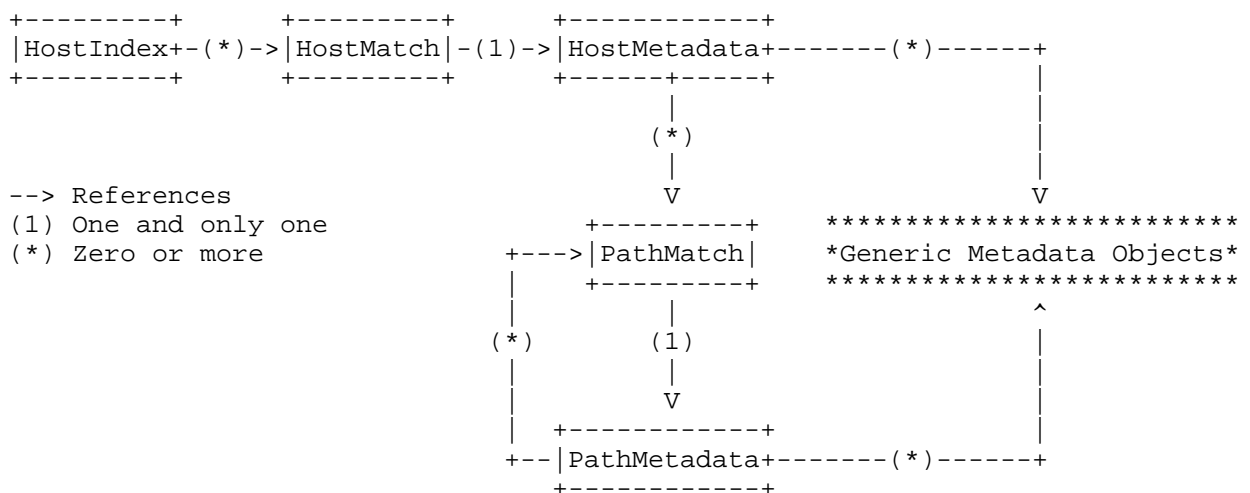 +---------+      +---------+      +------------+
|HostIndex+-(*)->|HostMatch|-(1)->|HostMetadata+-------(*)------+
+---------+      +---------+      +------+-----+                |
                                         |                      |
                                        (*)                     |
                                         |                      |
--> References                           V                      V
(1) One and only one                +---------+    **************************
(*) Zero or more               +--->|PathMatch|    *Generic Metadata Objects*
                               |    +---------+    **************************
                               |         |                      ^
                              (*)       (1)                     |
                               |         |                      |
                               |         V                      |
                               |  +------------+                |
                               +--|PathMetadata+-------(*)------+
                                  +------------+